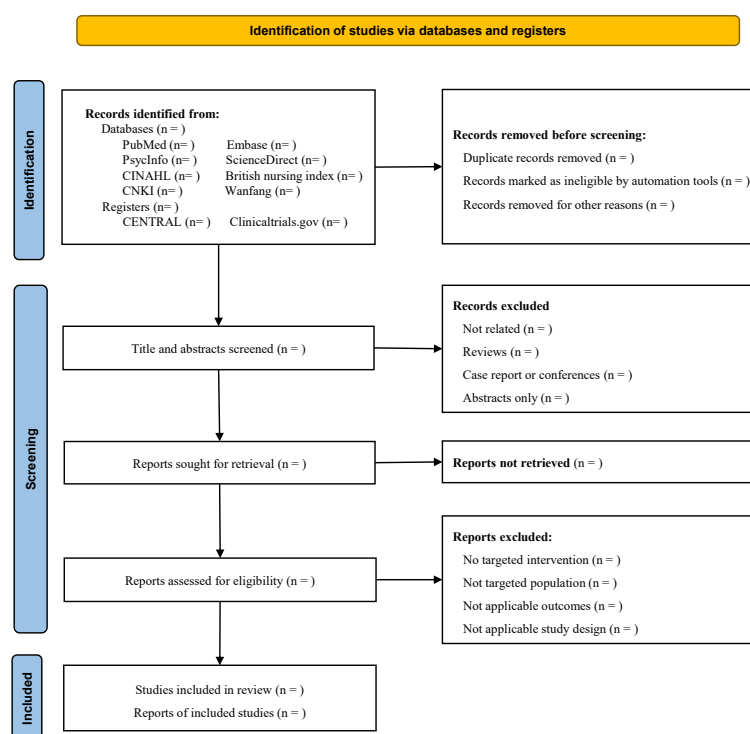 Identification of studies via databases and registers
Identification
Records identified from:
Databases (n = )
PubMed (n= ) Embase (n= )
PsycInfo (n= ) ScienceDirect (n= )
CINAHL (n= ) British nursing index (n= )
CNKI (n= ) Wanfang (n= )
Registers (n= )
CENTRAL (n= ) Clinicaltrials.gov (n= )
Records removed before screening:
Duplicate records removed (n = )
Records marked as ineligible by automation tools (n = )
Records removed for other reasons (n = )
Screening
Title and abstracts screened (n = )
Records excluded
Not related (n = )
Reviews (n = )
Case report or conferences (n = )
Abstracts only (n = )
Reports sought for retrieval (n = )
Reports not retrieved (n = )
Reports assessed for eligibility (n = )
Reports excluded:
No targeted intervention (n = )
Not targeted population (n = )
Not applicable outcomes (n = )
Not applicable study design (n = )
Included
Studies included in review (n = )
Reports of included studies (n = )